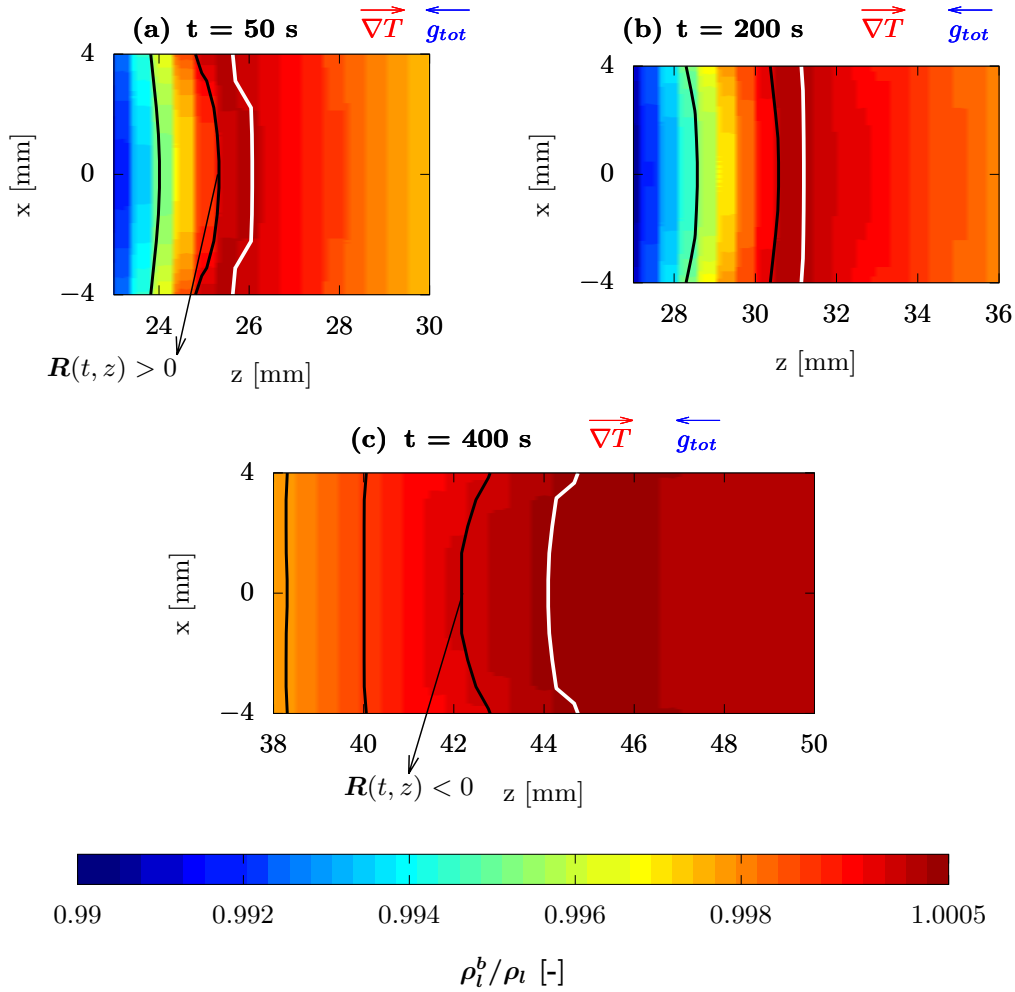 (a) t = 50 s ∇T g_tot
(b) t = 200 s ∇T g_tot
4
0
−4
x [mm]
24 26 28 30
R(t, z) > 0
z [mm]
4
0
−4
x [mm]
28 30 32 34 36
z [mm]
(c) t = 400 s ∇T g_tot
4
0
−4
x [mm]
38 40 42 44 46 48 50
R(t, z) < 0
z [mm]
0.99 0.992 0.994 0.996 0.998 1.0005
ρ_l^b/ρ_l [-]